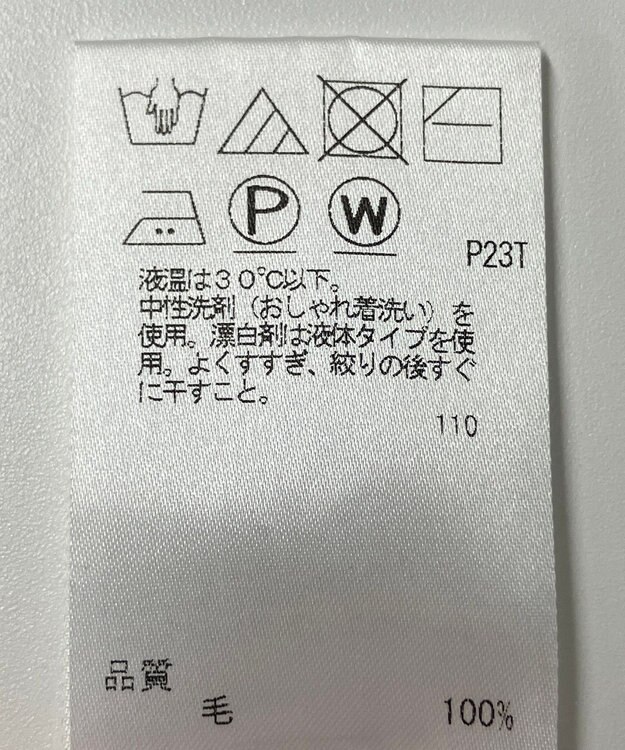 P W
P23T
液温は30℃以下。
中性洗剤（おしゃれ着洗い）を
使用。漂白剤は液体タイプを使
用。よくすすぎ、絞りの後すぐ
に干すこと。
110
品質
毛 100%